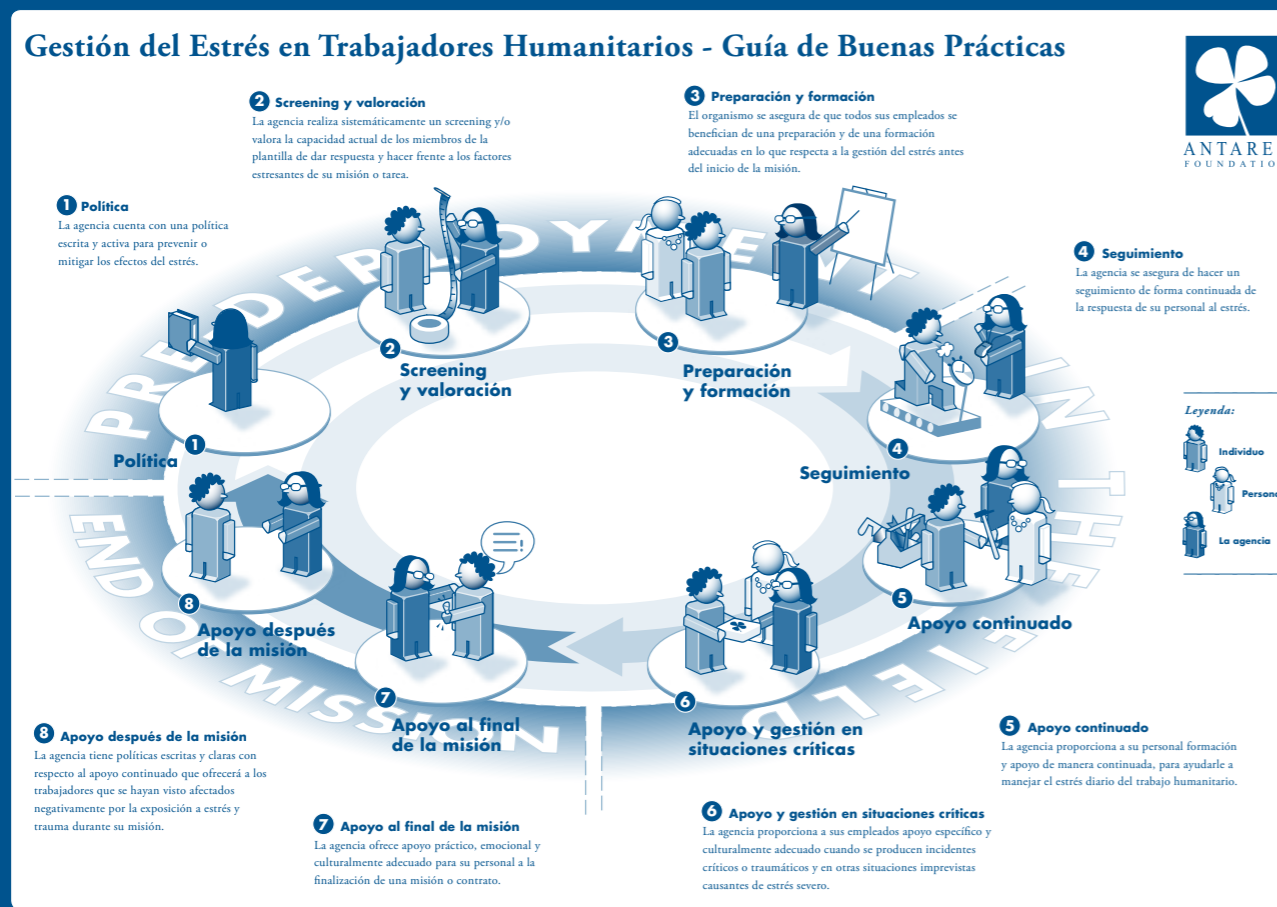 Gestión del Estrés en Trabajadores Humanitarios - Guía de Buenas Prácticas
ANTARE
FOUNDATIO
2 Screening y valoración
La agencia realiza sistemáticamente un screening y/o
valora la capacidad actual de los miembros de la
plantilla de dar respuesta y hacer frente a los factores
estresantes de su misión o tarea.
3 Preparación y formación
El organismo se asegura de que todos sus empleados se
benefician de una preparación y de una formación
adecuadas en lo que respecta a la gestión del estrés antes
del inicio de la misión.
1 Política
La agencia cuenta con una política
escrita y activa para prevenir o
mitigar los efectos del estrés.
4 Seguimiento
La agencia se asegura de hacer un
seguimiento de forma continuada de
la respuesta de su personal al estrés.
PRE DEPLOYMENT
IN THE FIELD
END OF MISSION
1
Política
2
Screening
y valoración
3
Preparación
y formación
4
Seguimiento
5
Apoyo continuado
6
Apoyo y gestión en
situaciones críticas
7
Apoyo al final
de la misión
8
Apoyo después
de la misión
Leyenda:
Individuo
Persona
La agencia
8 Apoyo después de la misión
La agencia tiene políticas escritas y claras con
respecto al apoyo continuado que ofrecerá a los
trabajadores que se hayan visto afectados
negativamente por la exposición a estrés y
trauma durante su misión.
7 Apoyo al final de la misión
La agencia ofrece apoyo práctico, emocional y
culturalmente adecuado para su personal a la
finalización de una misión o contrato.
6 Apoyo y gestión en situaciones críticas
La agencia proporciona a sus empleados apoyo específico y
culturalmente adecuado cuando se producen incidentes
críticos o traumáticos y en otras situaciones imprevistas
causantes de estrés severo.
5 Apoyo continuado
La agencia proporciona a su personal formación
y apoyo de manera continuada, para ayudarle a
manejar el estrés diario del trabajo humanitario.